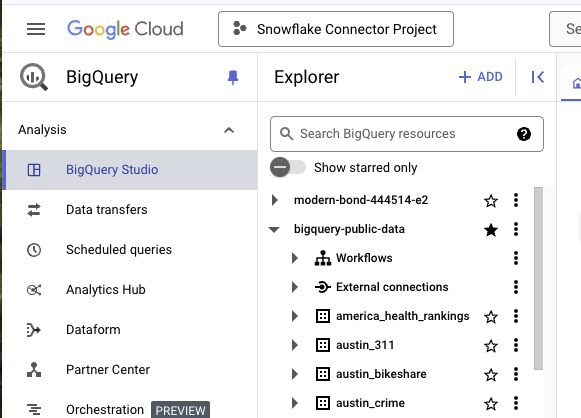 Google Cloud
Snowflake Connector Project
Se
BigQuery
Explorer
+ ADD
Analysis
Search BigQuery resources
?
BigQuery Studio
Show starred only
Data transfers
modern-bond-444514-e2
bigquery-public-data
Scheduled queries
Workflows
Analytics Hub
External connections
america_health_rankings
Dataform
austin_311
Partner Center
austin_bikeshare
Orchestration PREVIEW
austin_crime